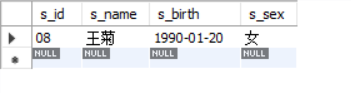 s_id s_name s_birth s_sex
08 王菊 1990-01-20 女
NULL NULL NULL NULL